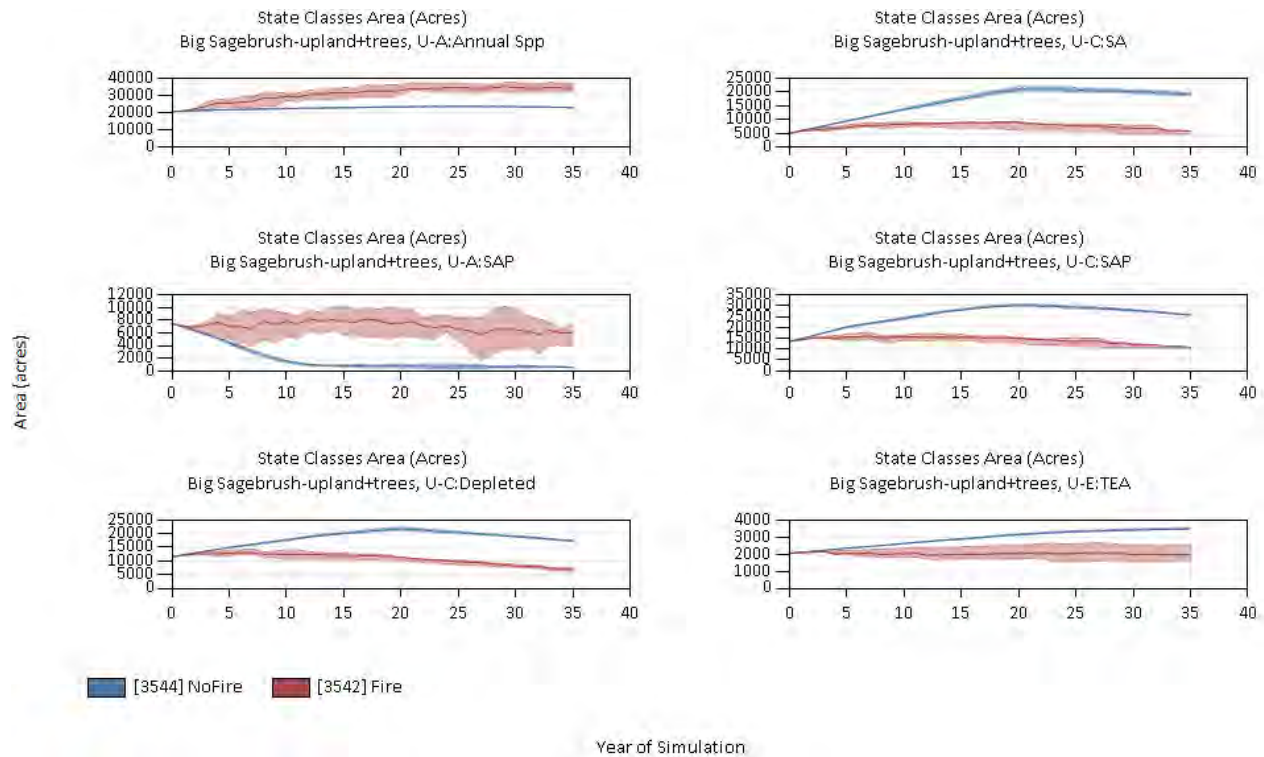 State Classes Area (Acres)
Big Sagebrush-upland+trees, U-A:Annual Spp
40000
30000
20000
10000
0
0 5 10 15 20 25 30 35 40
State Classes Area (Acres)
Big Sagebrush-upland+trees, U-C:SA
25000
20000
15000
10000
5000
0
0 5 10 15 20 25 30 35 40
State Classes Area (Acres)
Big Sagebrush-upland+trees, U-A:SAP
12000
10000
8000
6000
4000
2000
0
0 5 10 15 20 25 30 35 40
State Classes Area (Acres)
Big Sagebrush-upland+trees, U-C:SAP
35000
30000
25000
20000
15000
10000
5000
0
0 5 10 15 20 25 30 35 40
Area (acres)
State Classes Area (Acres)
Big Sagebrush-upland+trees, U-C:Depleted
25000
20000
15000
10000
5000
0
0 5 10 15 20 25 30 35 40
State Classes Area (Acres)
Big Sagebrush-upland+trees, U-E:TEA
4000
3000
2000
1000
0
0 5 10 15 20 25 30 35 40
[3544] NoFire [3542] Fire
Year of Simulation